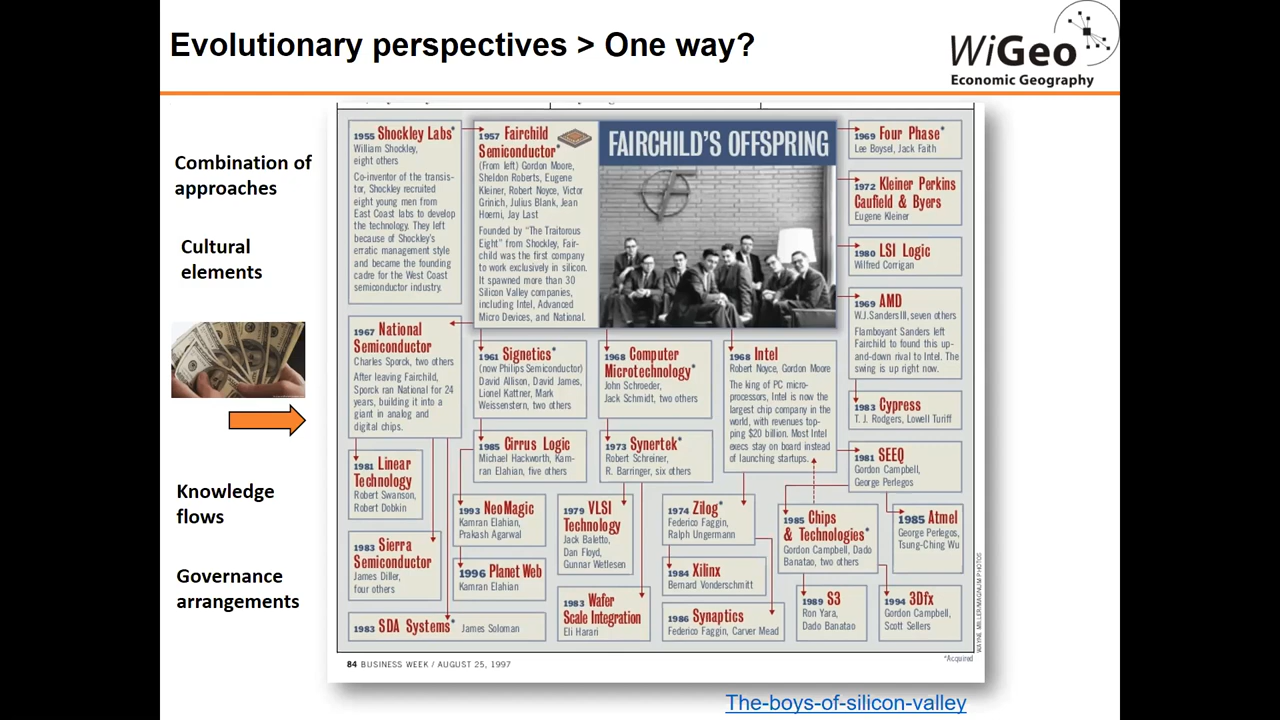 Evolutionary perspectives > One way?
WiGeo
Economic Geography
Combination of
approaches
Cultural
elements
Knowledge
flows
Governance
arrangements
1955 Shockley Labs*
William Shockley,
eight others
Co-inventor of the transis-
tor, Shockley recruited
eight young men from
East Coast labs to develop
the technology. They left
because of Shockley's
erratic management style
and became the founding
cadre for the West Coast
semiconductor industry.
1957 Fairchild
Semiconductor*
(From left) Gordon Moore,
Sheldon Roberts, Eugene
Kleiner, Robert Noyce, Victor
Grinich, Julius Blank, Jean
Hoerni, Jay Last
Founded by "The Traitorous
Eight" from Shockley, Fair-
child was the first company
to work exclusively in silicon.
It spawned more than 30
Silicon Valley companies,
including Intel, Advanced
Micro Devices, and National.
FAIRCHILD'S OFFSPRING
1969 Four Phase*
Lee Boysel, Jack Faith
1972 Kleiner Perkins
Caufield & Byers
Eugene Kleiner
1980 LSI Logic
Wilfred Corrigan
1969 AMD
W.J.Sanders III, seven others
Flamboyant Sanders left
Fairchild to found this up-
and-down rival to Intel. The
swing is up right now.
1983 Cypress
T. J. Rodgers, Lowell Turiff
1967 National
Semiconductor
Charles Sporck, two others
After leaving Fairchild,
Sporck ran National for 24
years, building it into a
giant in analog and
digital chips.
1961 Signetics*
(now Philips Semiconductor)
David Allison, David James,
Lionel Kattner, Mark
Weissenstern, two others
1968 Computer
Microtechnology*
John Schroeder,
Jack Schmidt, two others
1968 Intel
Robert Noyce, Gordon Moore
The king of PC micro-
processors, Intel is now the
largest chip company in the
world, with revenues top-
ping $20 billion. Most Intel
execs stay on board instead
of launching startups.
1985 Cirrus Logic
Michael Hackworth, Kam-
ran Elahian, five others
1973 Synertek*
Robert Schreiner,
R. Barringer, six others
1981 SEEQ
Gordon Campbell,
George Perlegos
1981 Linear
Technology
Robert Swanson,
Robert Dobkin
1993 NeoMagic
Kamran Elahian,
Prakash Agarwal
1979 VLSI
Technology
Jack Baletto,
Dan Floyd,
Gunnar Wetlesen
1974 Zilog*
Federico Faggin,
Ralph Ungermann
1985 Chips
& Technologies*
Gordon Campbell, Dado
Banatao, two others
1985 Atmel
George Perlegos,
Tsung-Ching Wu
1983 Sierra
Semiconductor
James Diller,
four others
1996 Planet Web
Kamran Elahian
1984 Xilinx
Bernard Vonderschmitt
1983 Wafer
Scale Integration
Eli Harari
1986 Synaptics
Federico Faggin, Carver Mead
1989 S3
Ron Yara,
Dado Banatao
1994 3Dfx
Gordon Campbell,
Scott Sellers
1983 SDA Systems* James Soloman
WAYNE MILLER/MAGNUM PHOTOS
84 BUSINESS WEEK / AUGUST 25, 1997
*Acquired
The-boys-of-silicon-valley